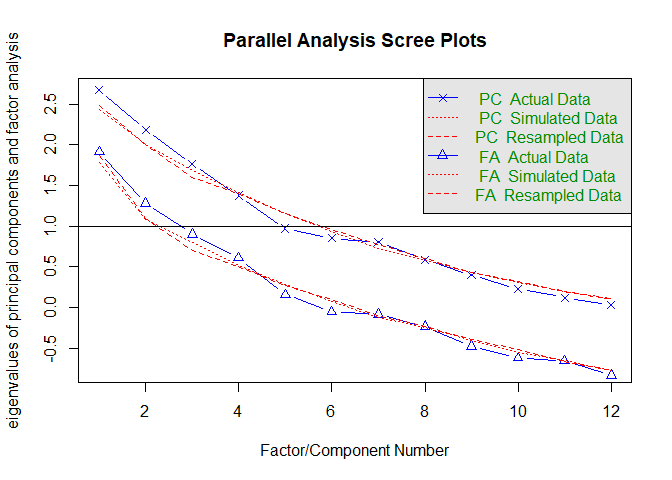 Parallel Analysis Scree Plots
eigenvalues of principal components and factor analysis
2.5
2.0
1.5
1.0
0.5
0.0
-0.5
PC Actual Data
PC Simulated Data
PC Resampled Data
FA Actual Data
FA Simulated Data
FA Resampled Data
2 4 6 8 10 12
Factor/Component Number